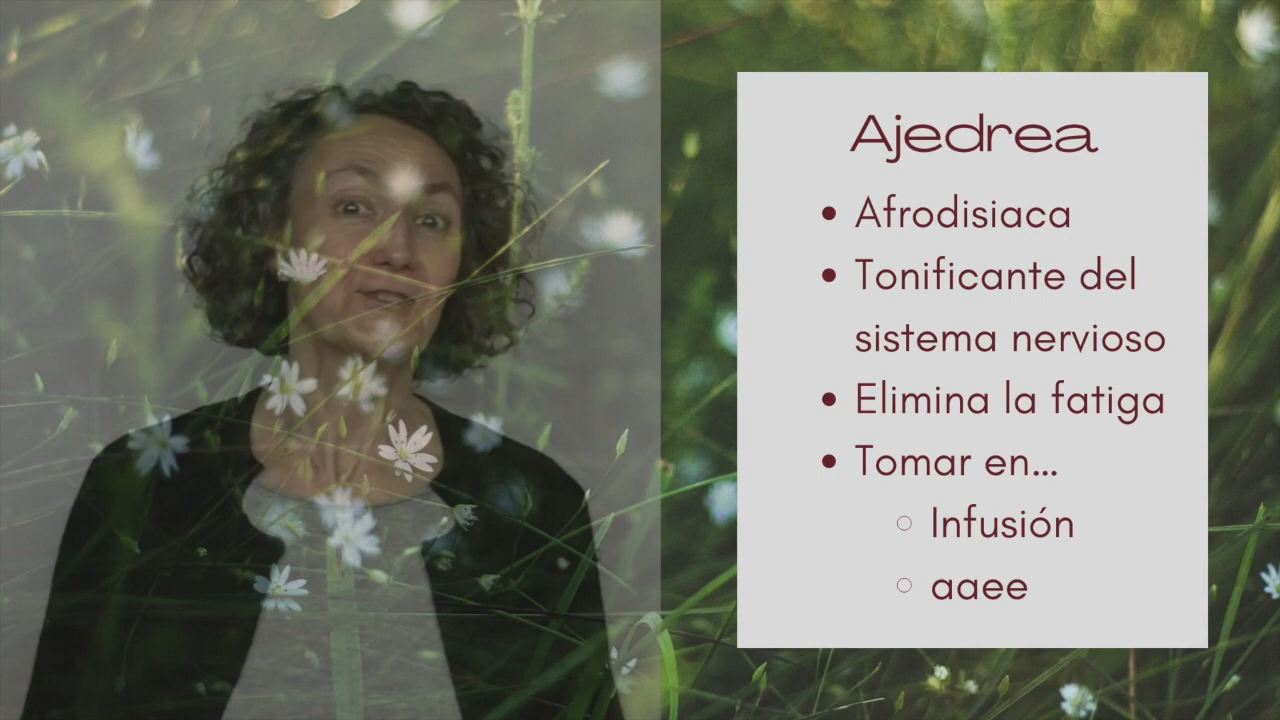 Ajedrea
Afrodisiaca
Tonificante del
sistema nervioso
Elimina la fatiga
Tomar en...
Infusión
aaee